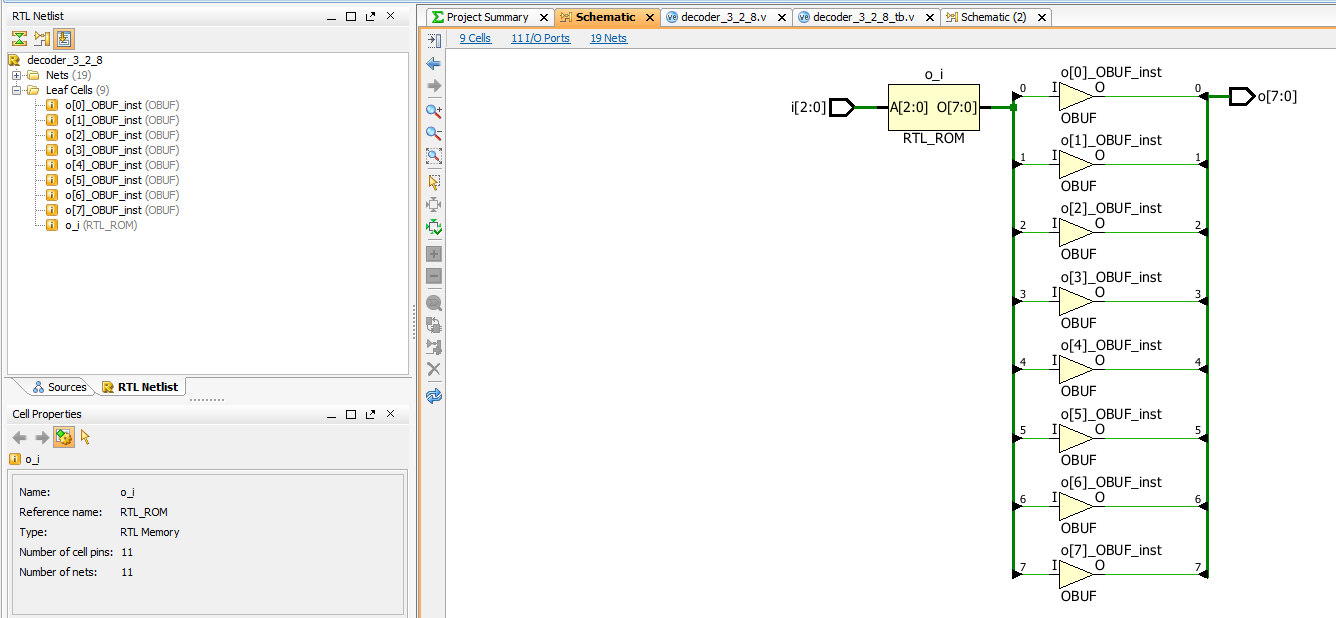 RTL Netlist
decoder_3_2_8
Nets (19)
Leaf Cells (9)
o[0]_OBUF_inst (OBUF)
o[1]_OBUF_inst (OBUF)
o[2]_OBUF_inst (OBUF)
o[3]_OBUF_inst (OBUF)
o[4]_OBUF_inst (OBUF)
o[5]_OBUF_inst (OBUF)
o[6]_OBUF_inst (OBUF)
o[7]_OBUF_inst (OBUF)
o_i (RTL_ROM)
Sources RTL Netlist
Cell Properties
o_i
Name: o_i
Reference name: RTL_ROM
Type: RTL Memory
Number of cell pins: 11
Number of nets: 11
Project Summary Schematic decoder_3_2_8.v decoder_3_2_8_tb.v Schematic (2)
9 Cells 11 I/O Ports 19 Nets
i[2:0]
o_i
A[2:0] O[7:0]
RTL_ROM
o[0]_OBUF_inst
0 I O 0
OBUF
o[7:0]
o[1]_OBUF_inst
1 I O 1
OBUF
o[2]_OBUF_inst
2 I O 2
OBUF
o[3]_OBUF_inst
3 I O 3
OBUF
o[4]_OBUF_inst
4 I O 4
OBUF
o[5]_OBUF_inst
5 I O 5
OBUF
o[6]_OBUF_inst
6 I O 6
OBUF
o[7]_OBUF_inst
7 I O 7
OBUF